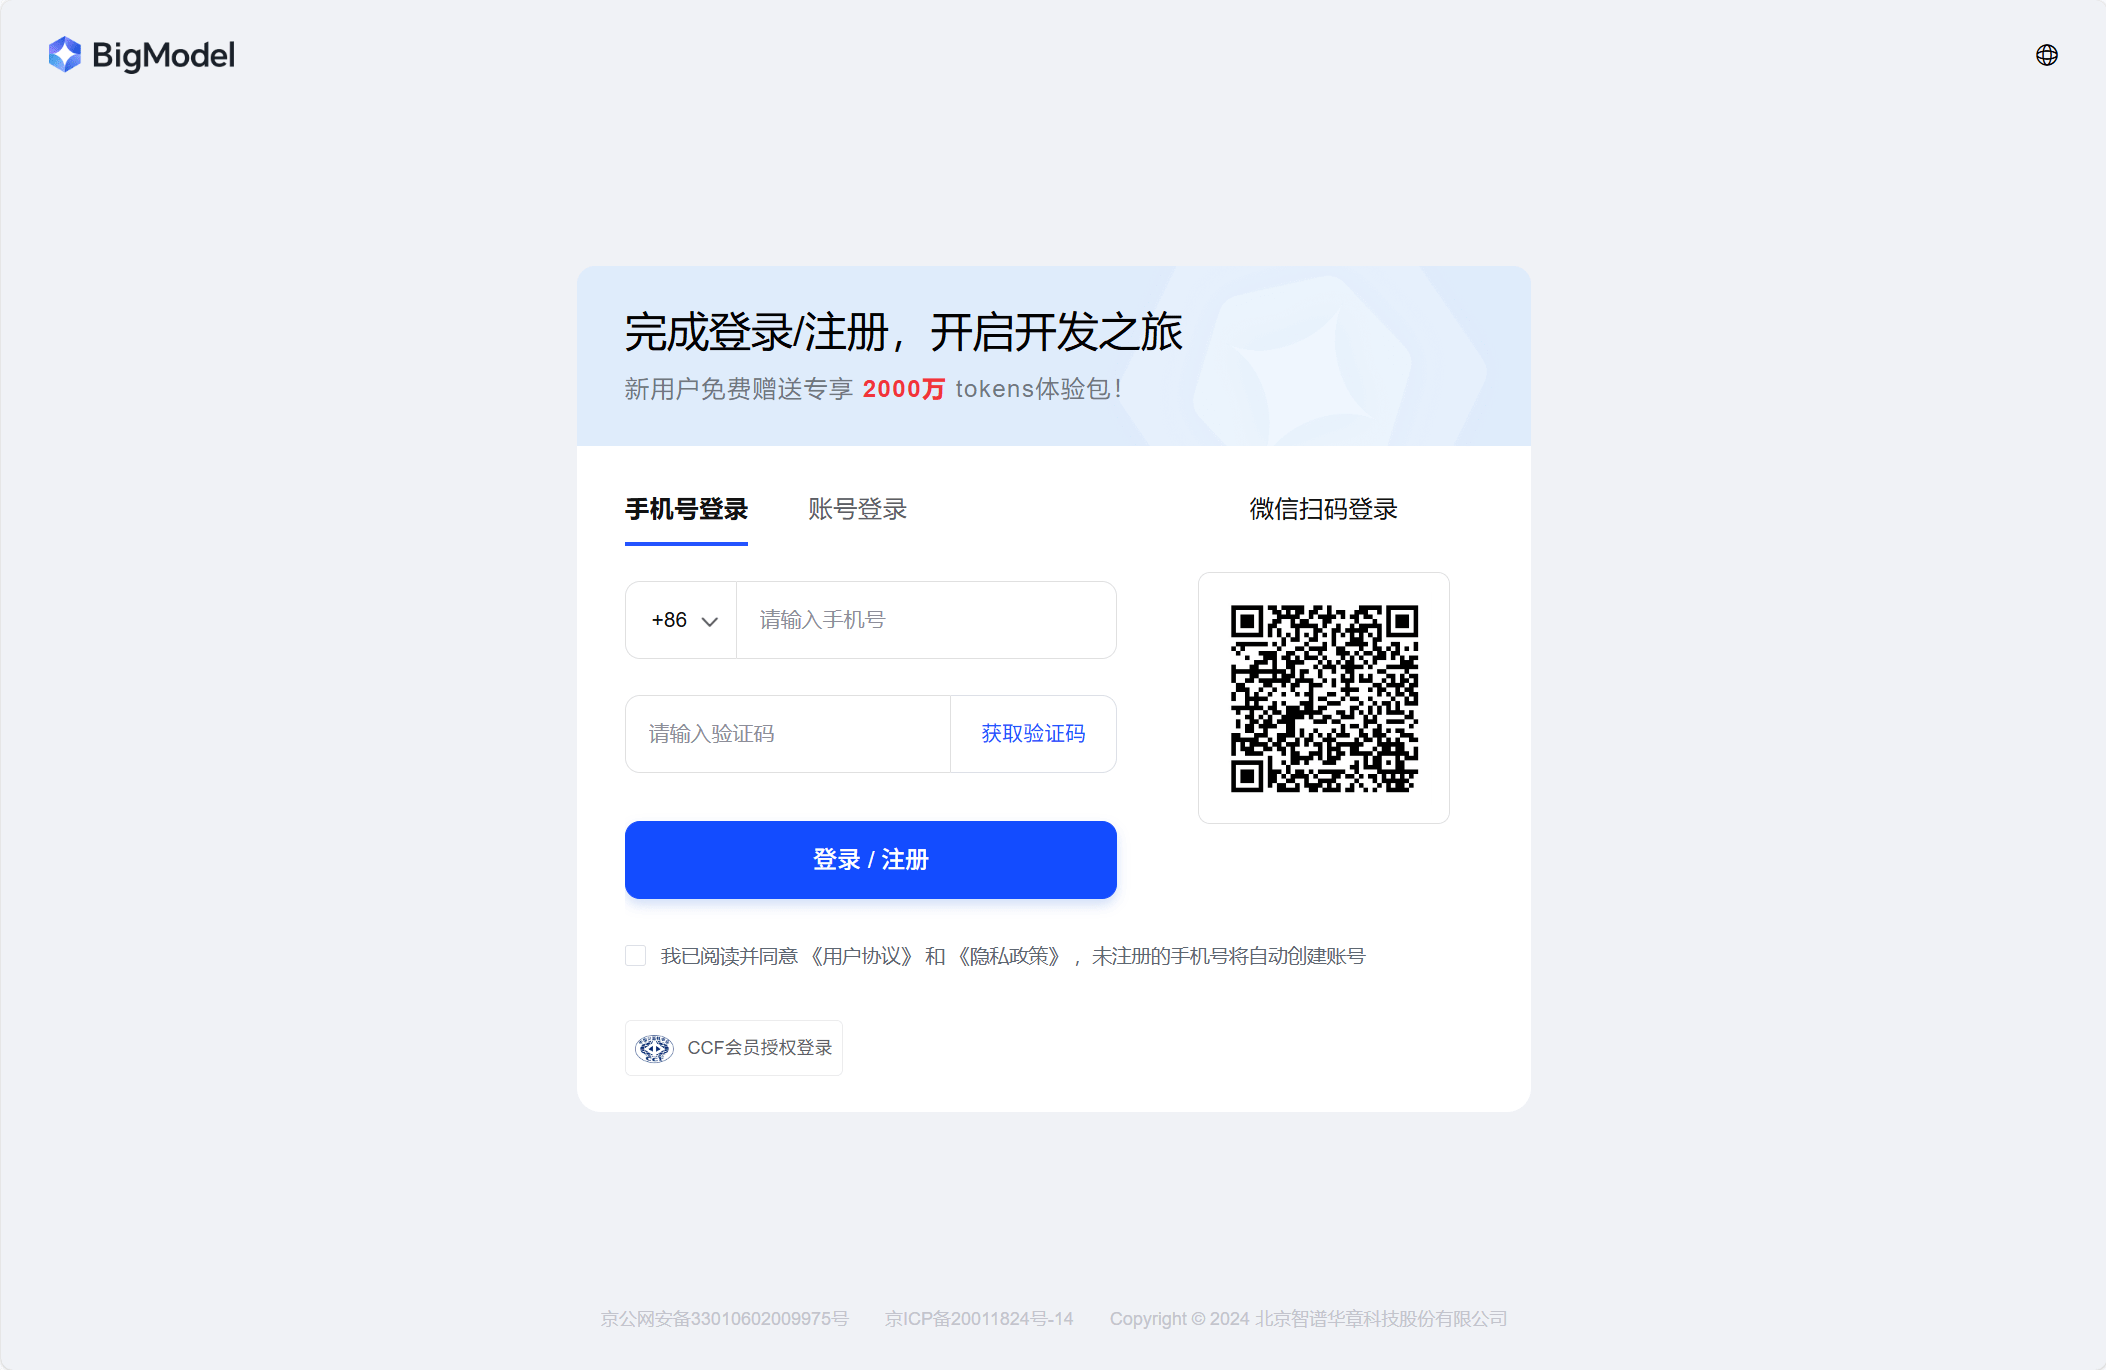 BigModel
完成登录/注册，开启开发之旅
新用户免费赠送专享 2000万 tokens体验包！
手机号登录
账号登录
微信扫码登录
+86
请输入手机号
请输入验证码
获取验证码
登录 / 注册
我已阅读并同意 《用户协议》 和 《隐私政策》 ，未注册的手机号将自动创建账号
CCF会员授权登录
京公网安备33010602009975号 京ICP备20011824号-14 Copyright © 2024 北京智谱华章科技股份有限公司